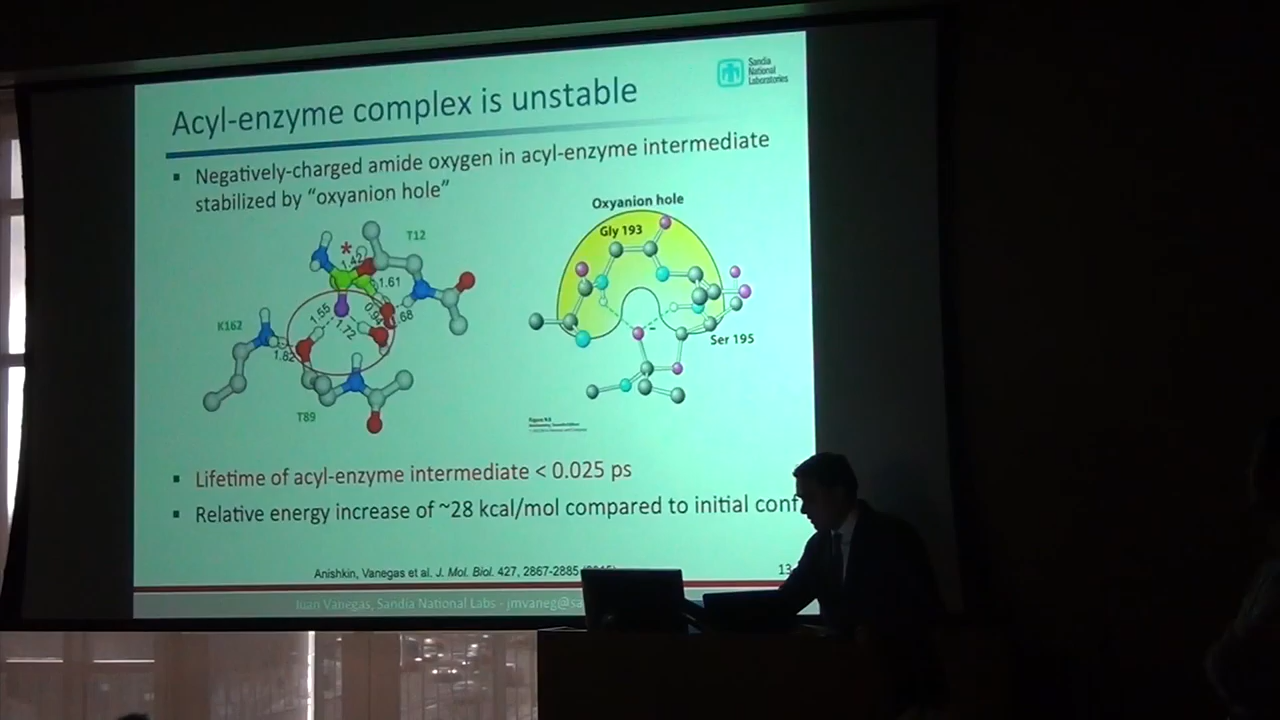 Sandia
National
Laboratories
Acyl-enzyme complex is unstable
▪ Negatively-charged amide oxygen in acyl-enzyme intermediate
stabilized by “oxyanion hole”
Oxyanion hole
Gly 193
T12
*
1.42
1.61
1.55
1.72
.68
K162
1.82
T89
Ser 195
▪ Lifetime of acyl-enzyme intermediate < 0.025 ps
▪ Relative energy increase of ~28 kcal/mol compared to initial conf
Anishkin, Vanegas et al. J. Mol. Biol. 427, 2867-2885
13
Juan Vanegas, Sandia National Labs - jmvaneg@sa